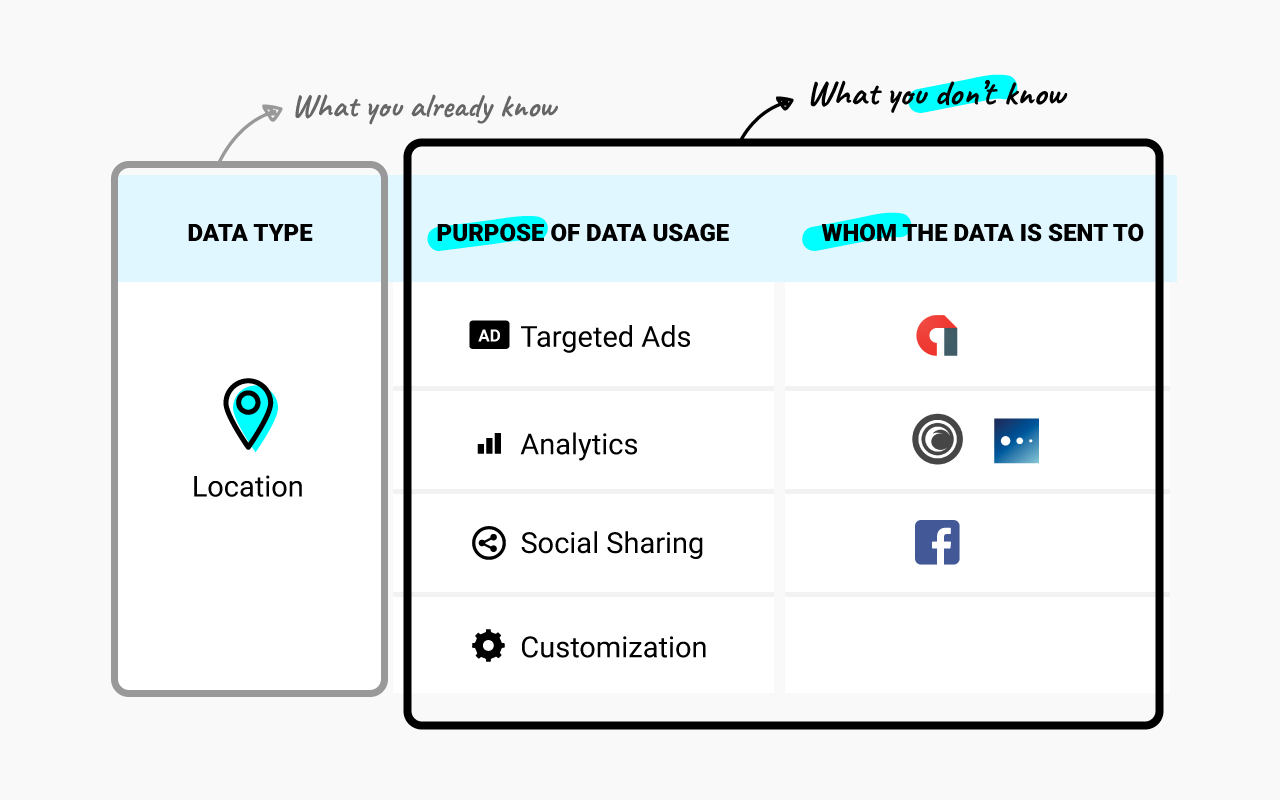 What you already know
What you don't know
DATA TYPE
PURPOSE OF DATA USAGE
WHOM THE DATA IS SENT TO
Location
AD Targeted Ads
Analytics
Social Sharing
Customization